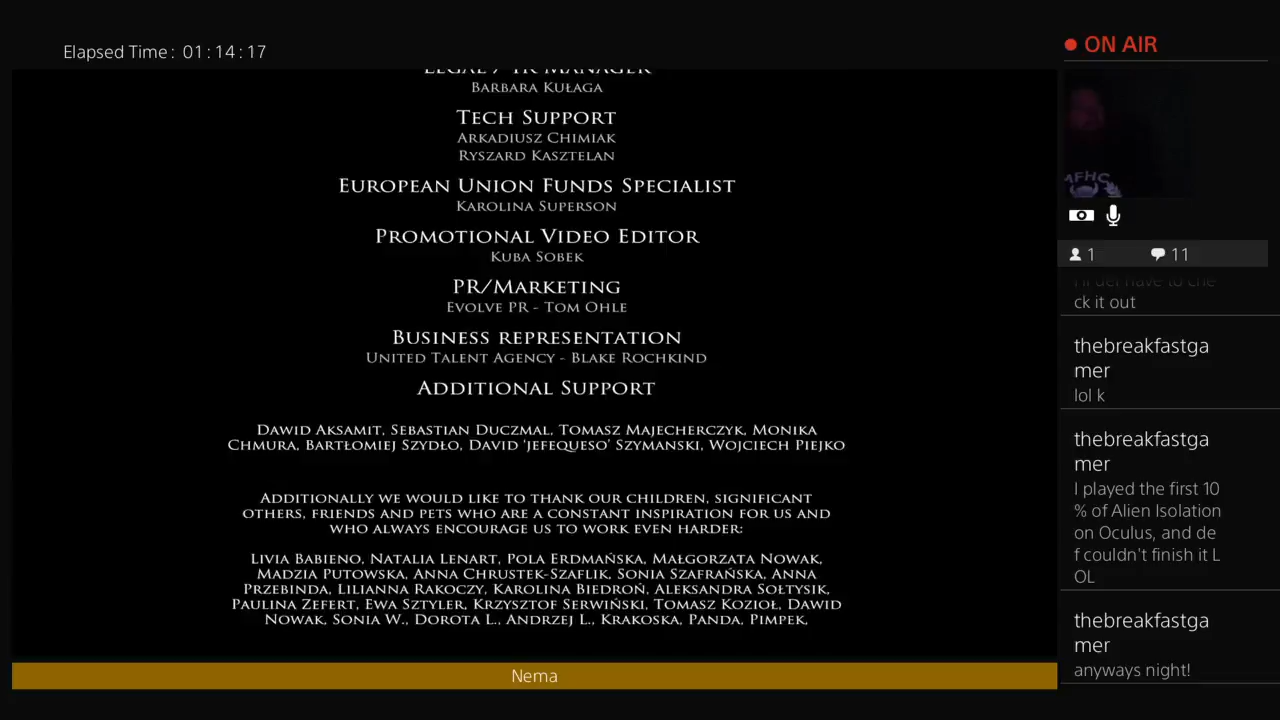 Elapsed Time: 01:14:17
ON AIR
LEGAL / HR MANAGER
BARBARA KUŁAGA
TECH SUPPORT
ARKADIUSZ CHIMIAK
RYSZARD KASZTELAN
EUROPEAN UNION FUNDS SPECIALIST
KAROLINA SUPERSON
PROMOTIONAL VIDEO EDITOR
KUBA SOBEK
PR/MARKETING
EVOLVE PR - TOM OHLE
BUSINESS REPRESENTATION
UNITED TALENT AGENCY - BLAKE ROCHKIND
ADDITIONAL SUPPORT
DAWID AKSAMIT, SEBASTIAN DUCZMAL, TOMASZ MAJECHERCZYK, MONIKA
CHMURA, BARTŁOMIEJ SZYDŁO, DAVID 'JEFEQUESO' SZYMANSKI, WOJCIECH PIEJKO
ADDITIONALLY WE WOULD LIKE TO THANK OUR CHILDREN, SIGNIFICANT
OTHERS, FRIENDS AND PETS WHO ARE A CONSTANT INSPIRATION FOR US AND
WHO ALWAYS ENCOURAGE US TO WORK EVEN HARDER:
LIVIA BABIENO, NATALIA LENART, POLA ERDMAŃSKA, MAŁGORZATA NOWAK,
MADZIA PUTOWSKA, ANNA CHRUSTEK-SZAFLIK, SONIA SZAFRAŃSKA, ANNA
PRZEBINDA, LILIANNA RAKOCZY, KAROLINA BIEDROŃ, ALEKSANDRA SOŁTYSIK,
PAULINA ZEFERT, EWA SZTYLER, KRZYSZTOF SERWIŃSKI, TOMASZ KOZIOŁ, DAWID
NOWAK, SONIA W., DOROTA L., ANDRZEJ L., KRAKOSKA, PANDA, PIMPEK,
Nema
AFHC
1
11
ck it out
thebreakfastga
mer
lol k
thebreakfastga
mer
I played the first 10
% of Alien Isolation
on Oculus, and de
f couldn't finish it L
OL
thebreakfastga
mer
anyways night!